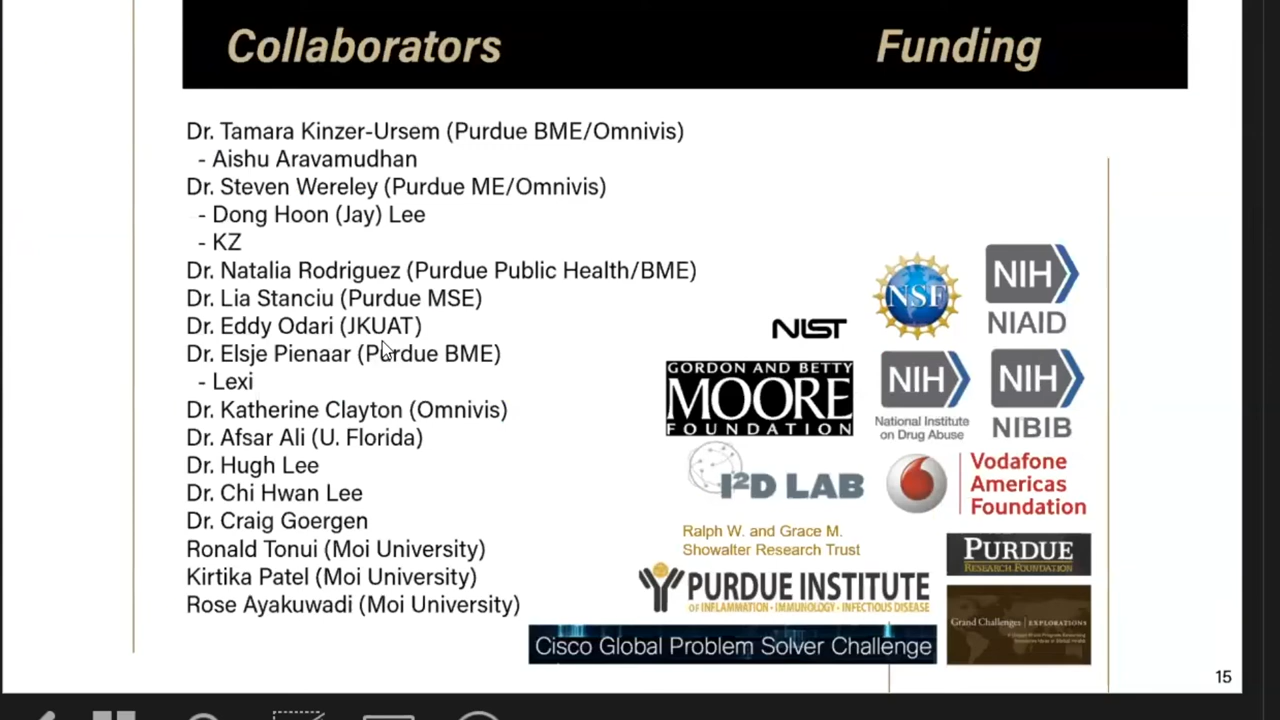 Collaborators
Funding
Dr. Tamara Kinzer-Ursem (Purdue BME/Omnivis)
- Aishu Aravamudhan
Dr. Steven Wereley (Purdue ME/Omnivis)
- Dong Hoon (Jay) Lee
- KZ
Dr. Natalia Rodriguez (Purdue Public Health/BME)
Dr. Lia Stanciu (Purdue MSE)
Dr. Eddy Odari (JKUAT)
Dr. Elsje Pienaar (Purdue BME)
- Lexi
Dr. Katherine Clayton (Omnivis)
Dr. Afsar Ali (U. Florida)
Dr. Hugh Lee
Dr. Chi Hwan Lee
Dr. Craig Goergen
Ronald Tonui (Moi University)
Kirtika Patel (Moi University)
Rose Ayakuwadi (Moi University)
NIST
NSF
NIH
NIAID
GORDON AND BETTY
MOORE
FOUNDATION
NIH
National Institute
on Drug Abuse
NIH
NIBIB
I²D LAB
Vodafone
Americas
Foundation
Ralph W. and Grace M.
Showalter Research Trust
PURDUE
RESEARCH FOUNDATION
PURDUE INSTITUTE
OF INFLAMMATION • IMMUNOLOGY • INFECTIOUS DISEASE
Grand Challenges | EXPLORATIONS
Cisco Global Problem Solver Challenge
15